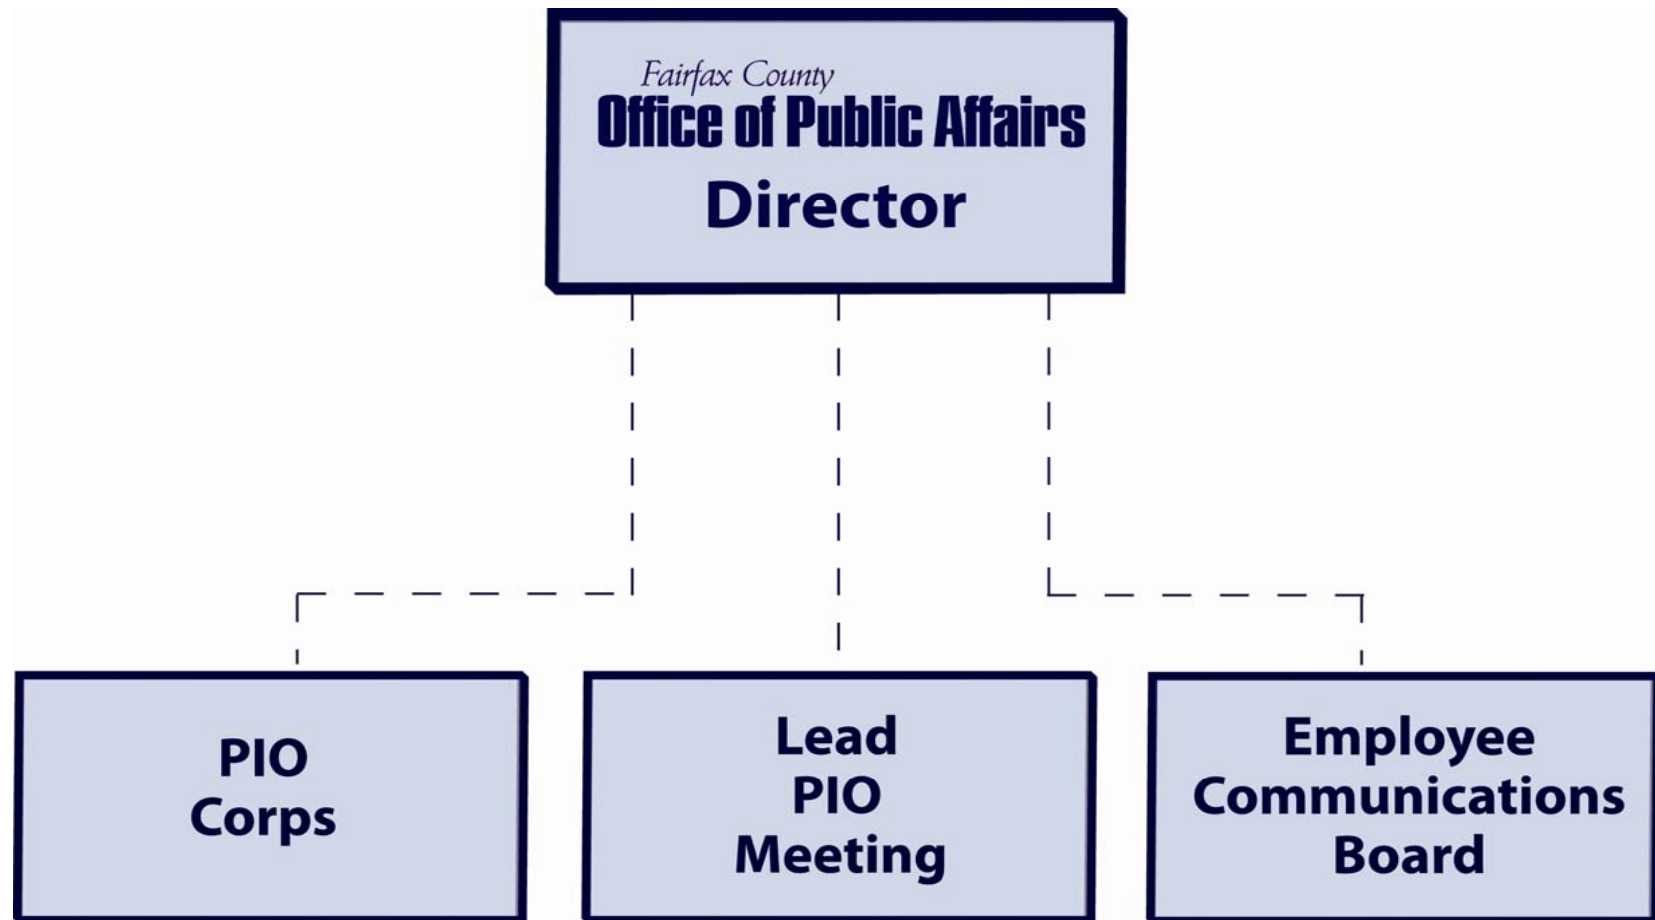 Fairfax County
Office of Public Affairs
Director
PIO
Corps
Lead
PIO
Meeting
Employee
Communications
Board